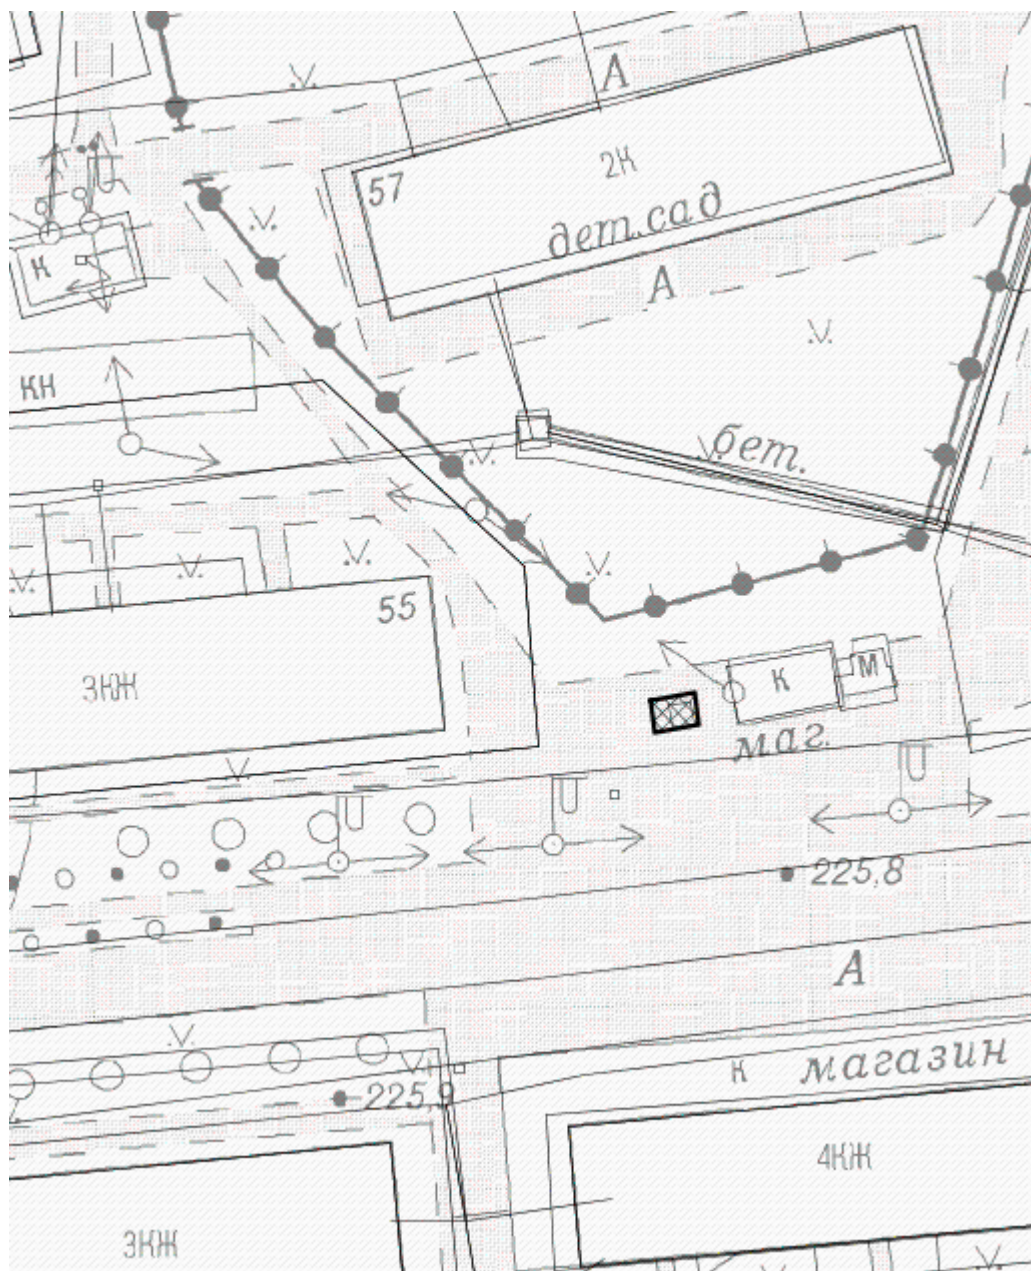 А
2К
57
дет.сад
К
А
КН
бет.
55
3КЖ
К
М
маг.
225,8
А
К
магазин
225,9
4КЖ
3КЖ